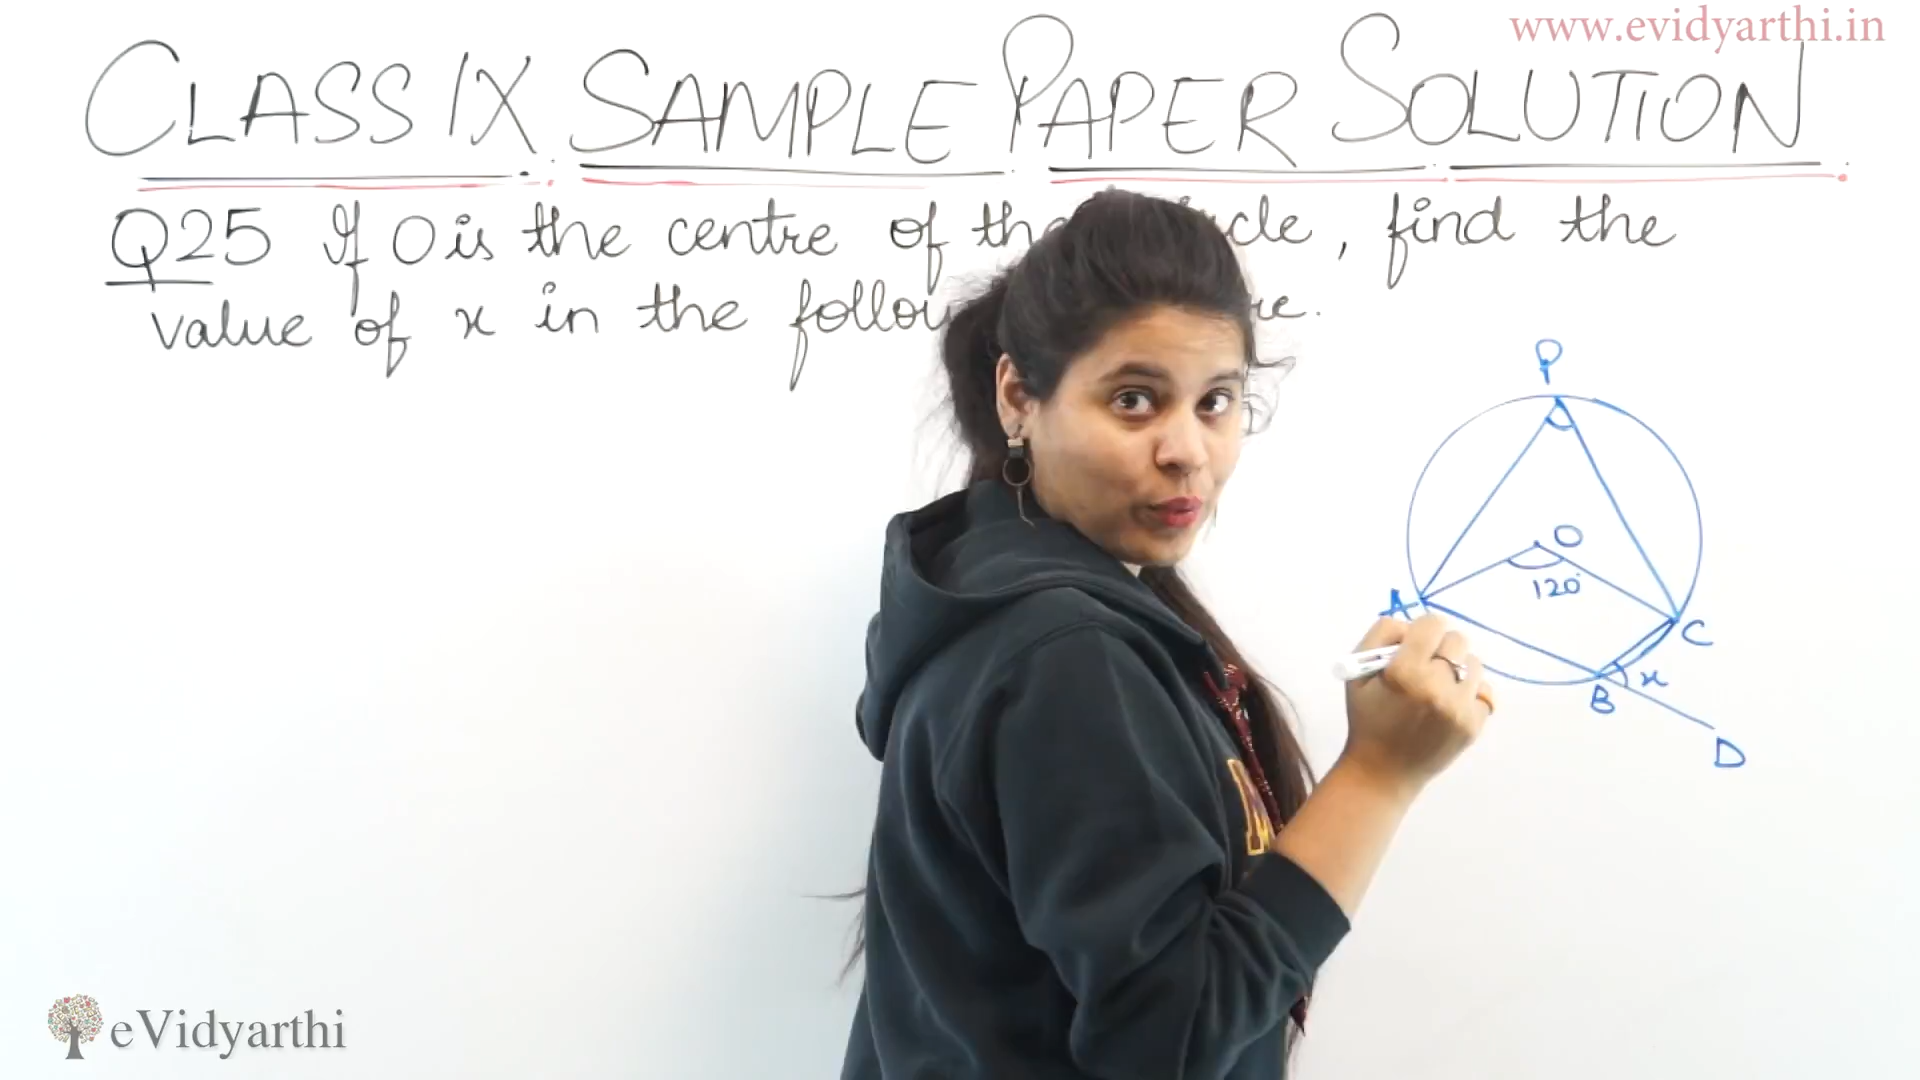 www.evidyarthi.in
CLASS IX SAMPLE PAPER SOLUTION
Q25 If O is the centre of the , find the
value of x in the
P
O
120°
A
C
x
B
D
eVidyarthi